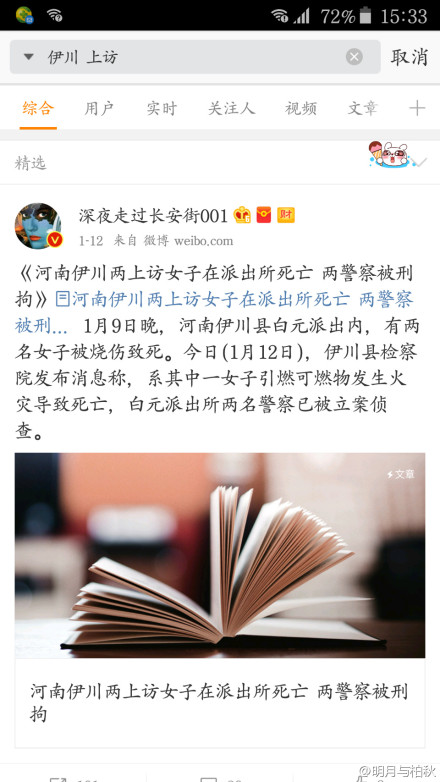 72% 15:33
伊川 上访 取消
综合 用户 实时 关注人 视频 文章
精选
深夜走过长安街001 财
1-12 来自 微博 weibo.com
《河南伊川两上访女子在派出所死亡 两警察被刑
拘》河南伊川两上访女子在派出所死亡 两警察
被刑... 1月9日晚，河南伊川县白元派出内，有两
名女子被烧伤致死。今日(1月12日)，伊川县检察
院发布消息称，系其中一女子引燃可燃物发生火
灾导致死亡，白元派出所两名警察已被立案侦
查。
文章
河南伊川两上访女子在派出所死亡 两警察被刑
拘
@明月与柏秋